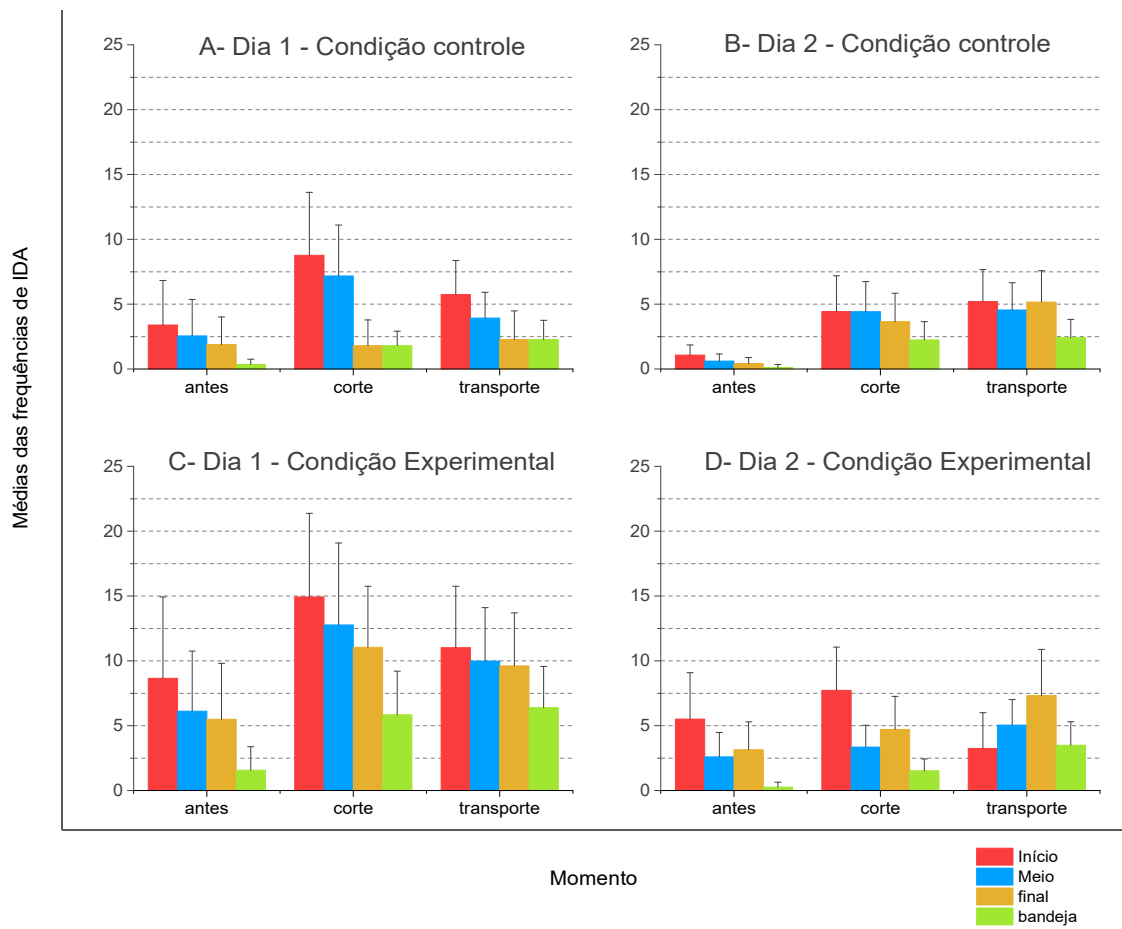 Médias das frequências de IDA
A- Dia 1 - Condição controle
25
20
15
10
5
0
antes corte transporte
B- Dia 2 - Condição controle
25
20
15
10
5
0
antes corte transporte
C- Dia 1 - Condição Experimental
25
20
15
10
5
0
antes corte transporte
D- Dia 2 - Condição Experimental
25
20
15
10
5
0
antes corte transporte
Momento
Início
Meio
final
bandeja